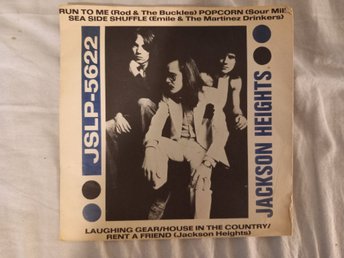 RUN TO ME (Rod & The Buckles) POPCORN (Sour Mil
SEA SIDE SHUFFLE (Emile & The Martinez Drinkers)
JSLP-5622
JACKSON HEIGHTS
LAUGHING GEAR/HOUSE IN THE COUNTRY/
RENT A FRIEND (Jackson Heights)